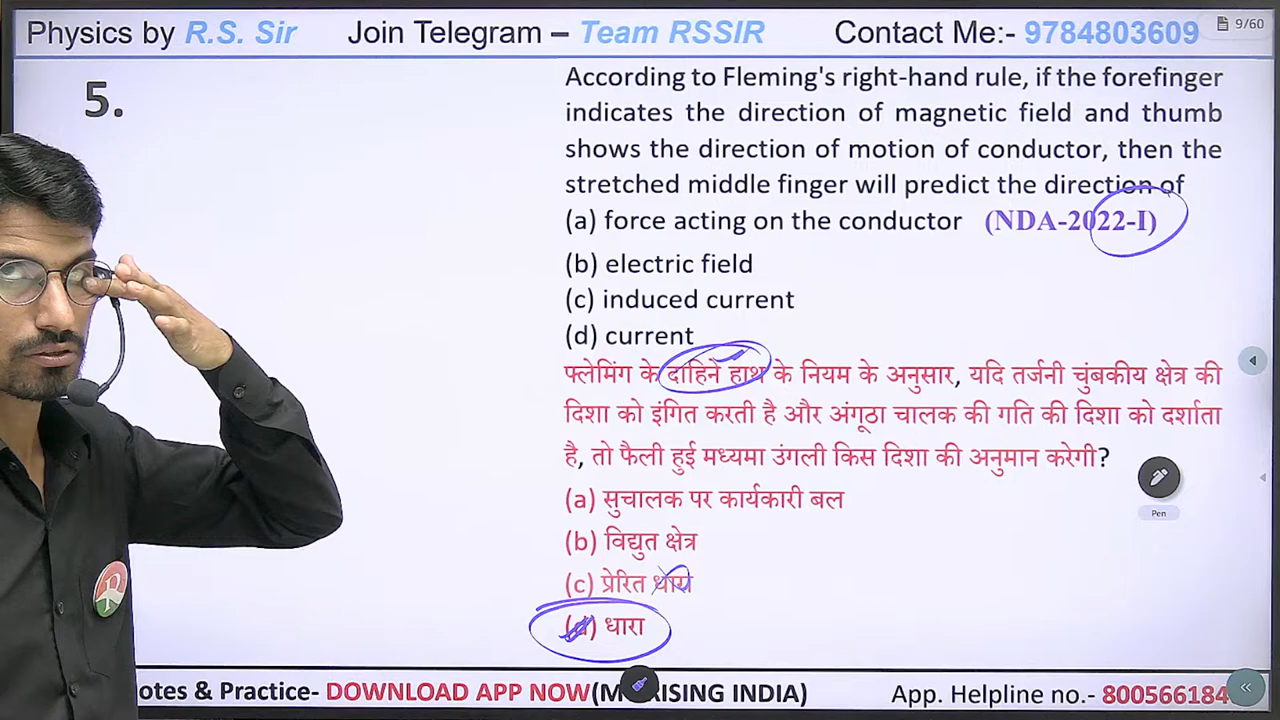 Physics by R.S. Sir Join Telegram – Team RSSIR Contact Me:- 9784803609
9/60
5.
According to Fleming's right-hand rule, if the forefinger
indicates the direction of magnetic field and thumb
shows the direction of motion of conductor, then the
stretched middle finger will predict the direction of
(a) force acting on the conductor (NDA-2022-I)
(b) electric field
(c) induced current
(d) current
फ्लेमिंग के दाहिने हाथ के नियम के अनुसार, यदि तर्जनी चुंबकीय क्षेत्र की
दिशा को इंगित करती है और अंगूठा चालक की गति की दिशा को दर्शाता
है, तो फैली हुई मध्यमा उंगली किस दिशा की अनुमान करेगी?
(a) सुचालक पर कार्यकारी बल
(b) विद्युत क्षेत्र
(c) प्रेरित धारा
(d) धारा
Pen
otes & Practice- DOWNLOAD APP NOW RISING INDIA) App. Helpline no.- 800566184